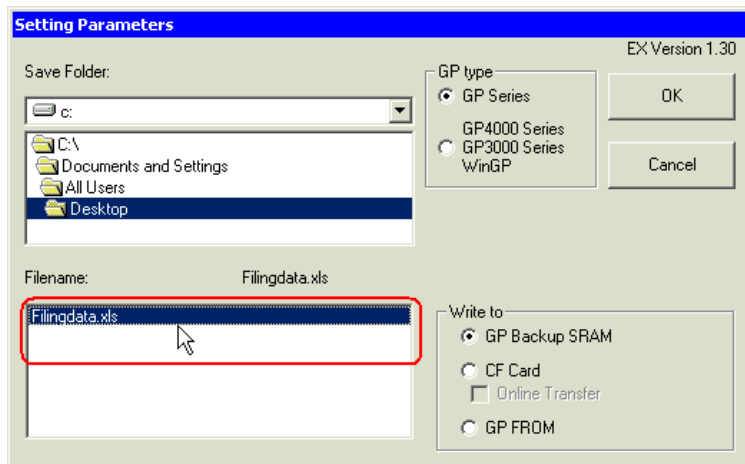 Setting Parameters
EX Version 1.30
Save Folder:
c:
C:\
Documents and Settings
All Users
Desktop
GP type
GP Series
GP4000 Series
GP3000 Series
WinGP
OK
Cancel
Filename: Filingdata.xls
Filingdata.xls
Write to
GP Backup SRAM
CF Card
Online Transfer
GP FROM